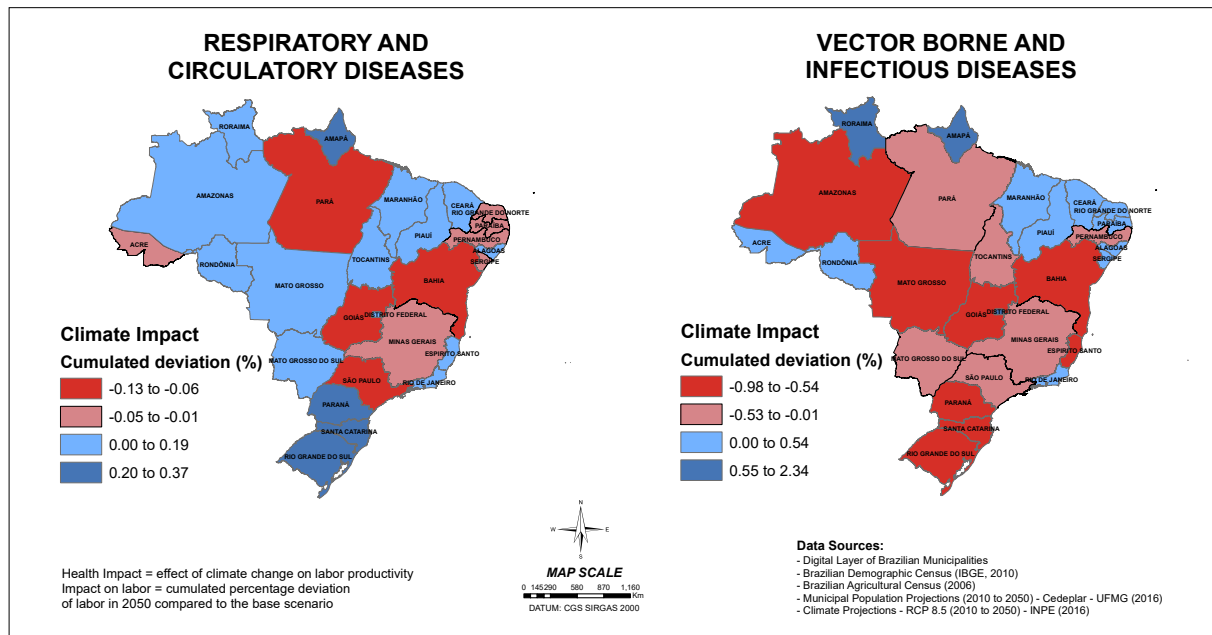 RESPIRATORY AND
CIRCULATORY DISEASES
RORAIMA
AMAPÁ
AMAZONAS
PARÁ
MARANHÃO
CEARÁ
RIO GRANDE DO NORTE
PARAÍBA
PIAUÍ
PERNAMBUCO
ALAGOAS
SERGIPE
ACRE
RONDÔNIA
TOCANTINS
MATO GROSSO
BAHIA
GOIÁS
DISTRITO FEDERAL
MINAS GERAIS
ESPIRITO SANTO
MATO GROSSO DO SUL
SÃO PAULO
RIO DE JANEIRO
PARANÁ
SANTA CATARINA
RIO GRANDE DO SUL
Climate Impact
Cumulated deviation (%)
-0.13 to -0.06
-0.05 to -0.01
0.00 to 0.19
0.20 to 0.37
Health Impact = effect of climate change on labor productivity
Impact on labor = cumulated percentage deviation
of labor in 2050 compared to the base scenario
VECTOR BORNE AND
INFECTIOUS DISEASES
RORAIMA
AMAPÁ
AMAZONAS
PARÁ
MARANHÃO
CEARÁ
RIO GRANDE DO NORTE
PARAÍBA
PIAUÍ
PERNAMBUCO
ALAGOAS
SERGIPE
ACRE
RONDÔNIA
TOCANTINS
MATO GROSSO
BAHIA
GOIÁS
DISTRITO FEDERAL
MINAS GERAIS
ESPIRITO SANTO
MATO GROSSO DO SUL
SÃO PAULO
RIO DE JANEIRO
PARANÁ
SANTA CATARINA
RIO GRANDE DO SUL
Climate Impact
Cumulated deviation (%)
-0.98 to -0.54
-0.53 to -0.01
0.00 to 0.54
0.55 to 2.34
N
W E
S
MAP SCALE
0 145290 580 870 1,160
Km
DATUM: CGS SIRGAS 2000
Data Sources:
- Digital Layer of Brazilian Municipalities
- Brazilian Demographic Census (IBGE, 2010)
- Brazilian Agricultural Census (2006)
- Municipal Population Projections (2010 to 2050) - Cedeplar - UFMG (2016)
- Climate Projections - RCP 8.5 (2010 to 2050) - INPE (2016)